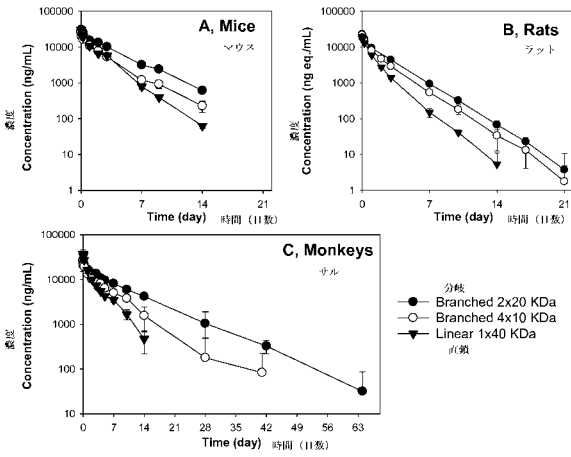 A, Mice
マウス
100000
10000
1000
100
10
1
濃度
Concentration (ng/mL)
0
7
14
21
Time (day)
時間 (日数)
B, Rats
ラット
100000
10000
1000
100
10
1
濃度
Concentration (ng eq./mL)
0
7
14
21
Time (day)
時間 (日数)
C, Monkeys
サル
100000
10000
1000
100
10
濃度
Concentration (ng/mL)
0
7
14
21
28
35
42
49
56
63
Time (day)
時間 (日数)
分岐
Branched 2x20 KDa
Branched 4x10 KDa
Linear 1x40 KDa
直鎖